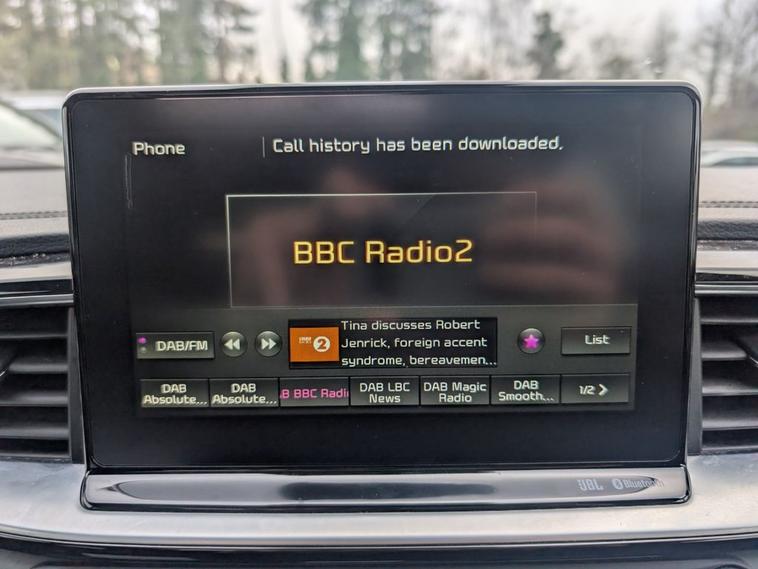 Phone
Call history has been downloaded.
BBC Radio2
DAB/FM
2
Tina discusses Robert
Jenrick, foreign accent
syndrome, bereavemen...
List
DAB
Absolute...
DAB
Absolute...
B BBC Radi
DAB LBC
News
DAB Magic
Radio
DAB
Smooth...
1/2
JBL Bluetooth